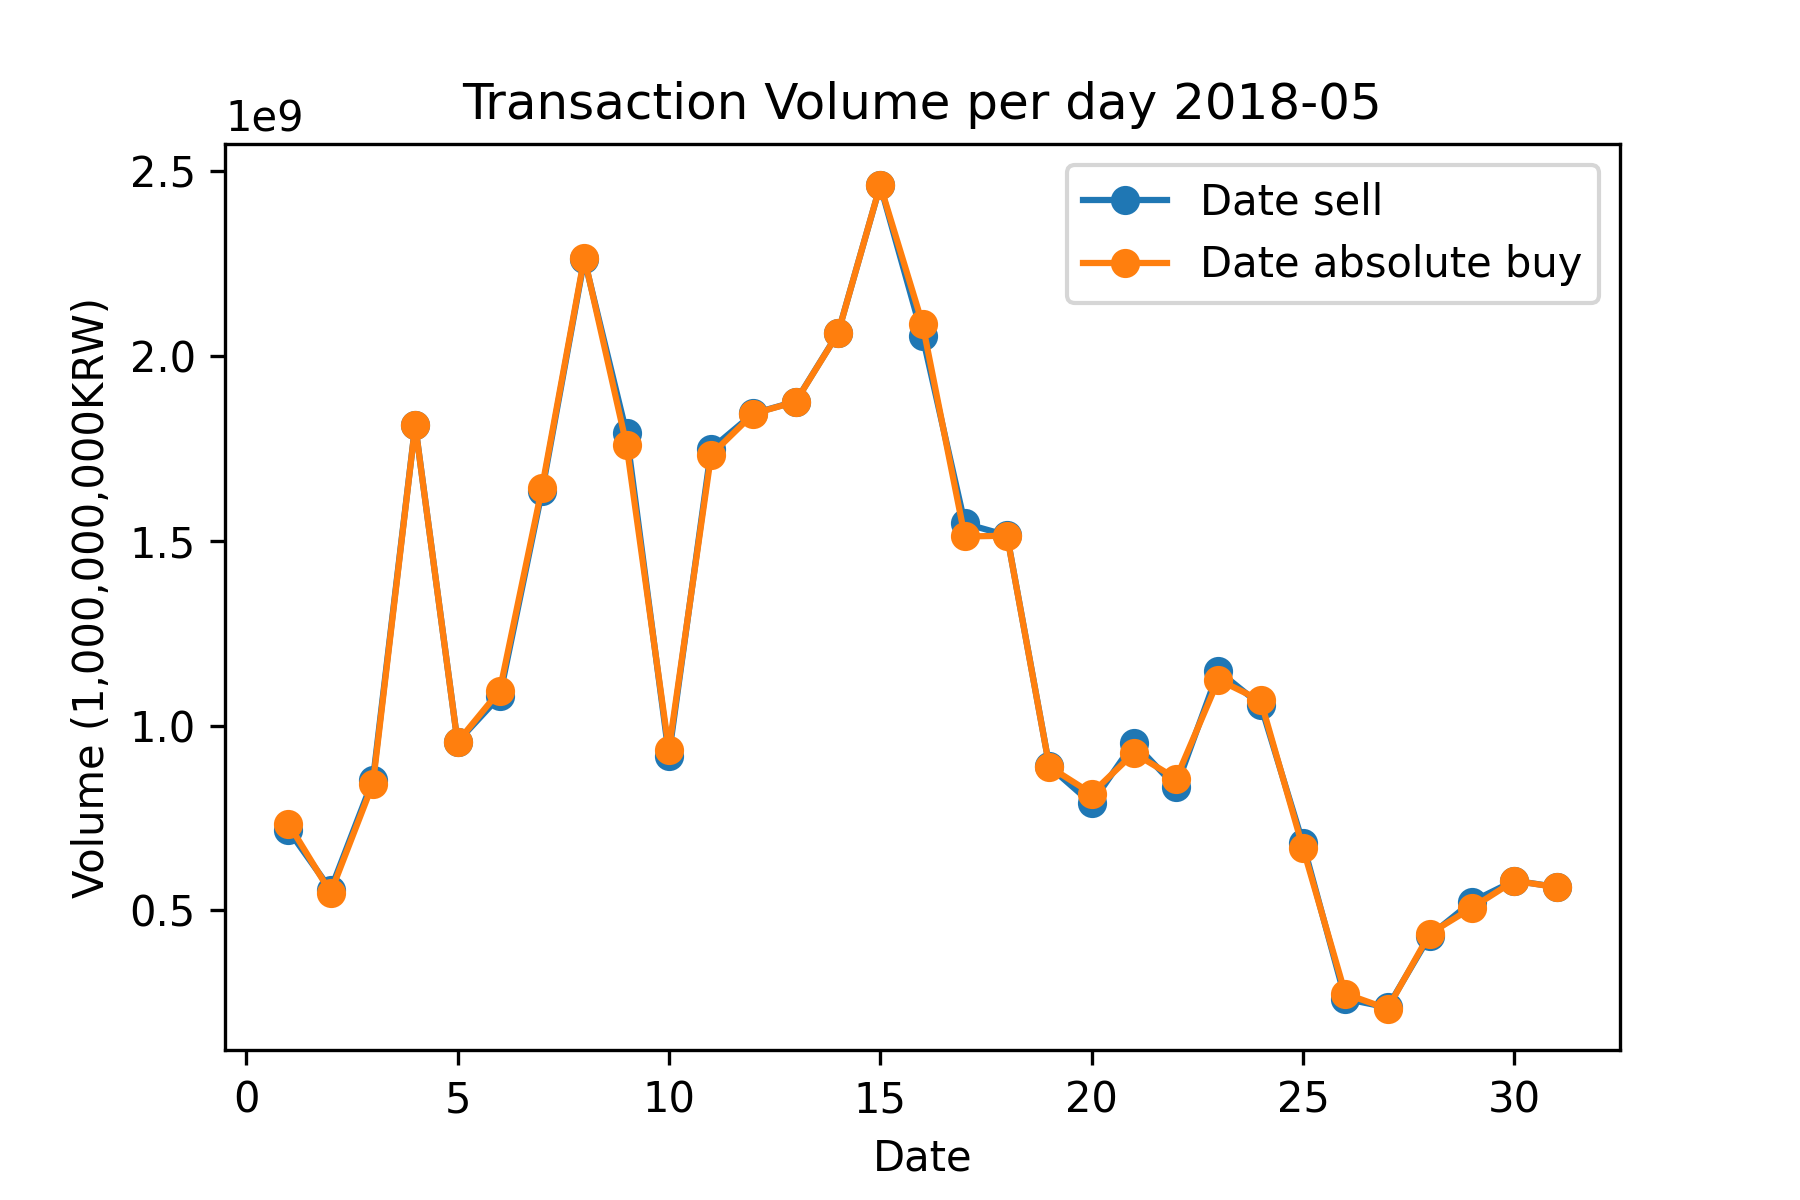 Transaction Volume per day 2018-05
1e9
Date sell
Date absolute buy
2.5
2.0
1.5
1.0
0.5
Volume (1,000,000,000KRW)
0 5 10 15 20 25 30
Date